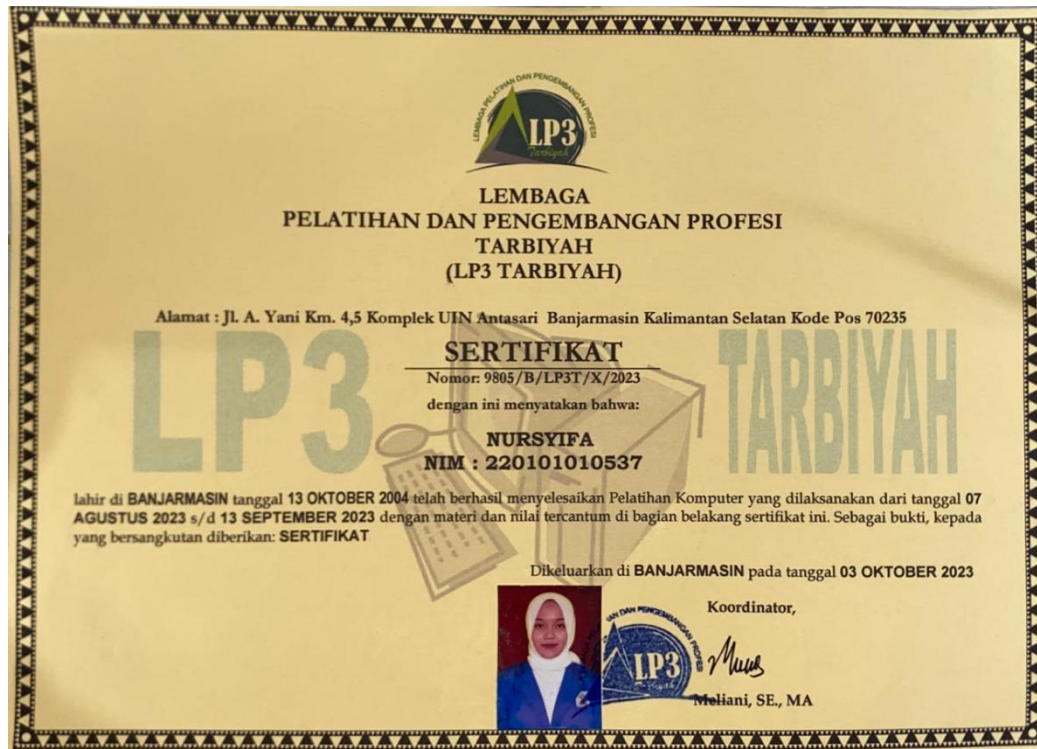 LEMBAGA PELATIHAN DAN PENGEMBANGAN PROFESI
LP3
Tarbiyah
LEMBAGA
PELATIHAN DAN PENGEMBANGAN PROFESI
TARBIYAH
(LP3 TARBIYAH)
Alamat : Jl. A. Yani Km. 4,5 Komplek UIN Antasari Banjarmasin Kalimantan Selatan Kode Pos 70235
LP3 TARBIYAH
SERTIFIKAT
Nomor: 9805/B/LP3T/X/2023
dengan ini menyatakan bahwa:
NURSYIFA
NIM : 220101010537
lahir di BANJARMASIN tanggal 13 OKTOBER 2004 telah berhasil menyelesaikan Pelatihan Komputer yang dilaksanakan dari tanggal 07
AGUSTUS 2023 s/d 13 SEPTEMBER 2023 dengan materi dan nilai tercantum di bagian belakang sertifikat ini. Sebagai bukti, kepada
yang bersangkutan diberikan: SERTIFIKAT
Dikeluarkan di BANJARMASIN pada tanggal 03 OKTOBER 2023
Koordinator,
DAN PENGEMBANGAN PROFESI
LP3
Meliani, SE., MA